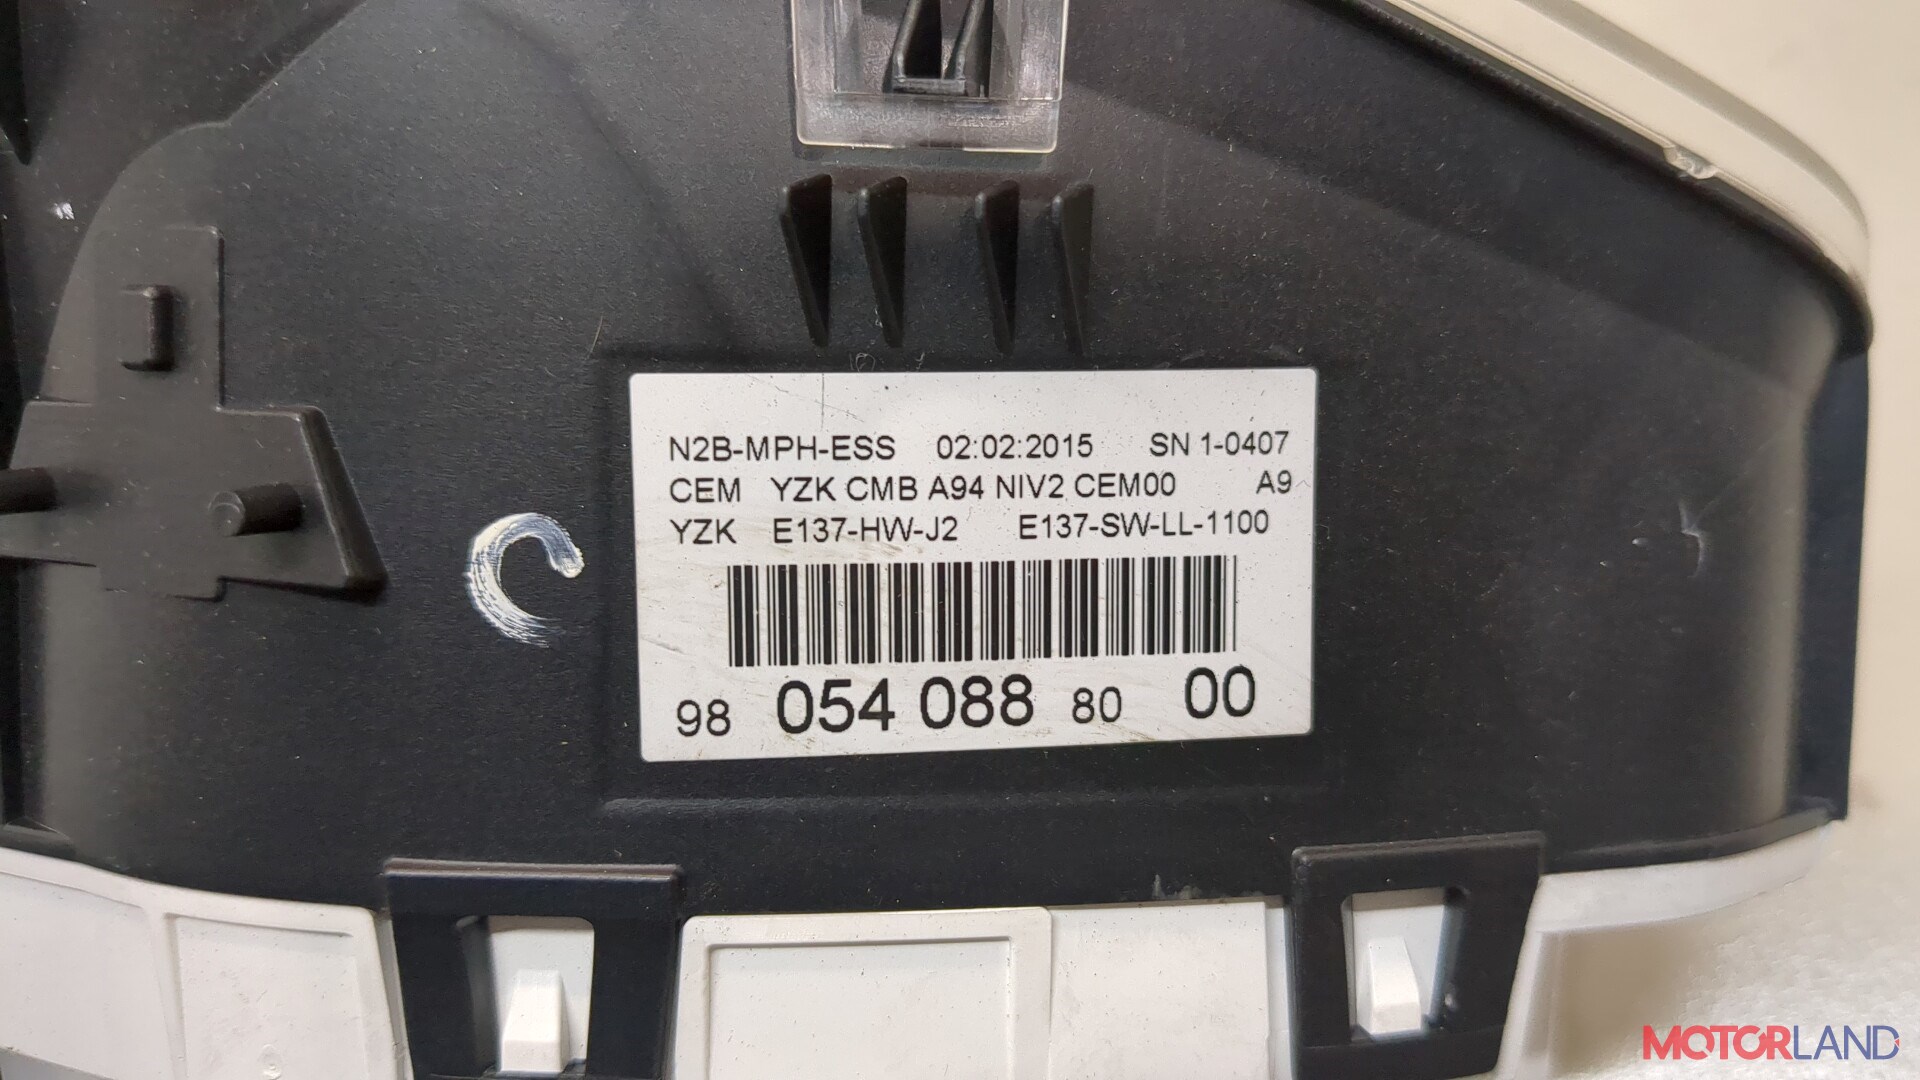 N2B-MPH-ESS 02:02:2015 SN 1-0407
CEM YZK CMB A94 NIV2 CEM00 A9
YZK E137-HW-J2 E137-SW-LL-1100
98 054 088 80 00
MOTORLAND